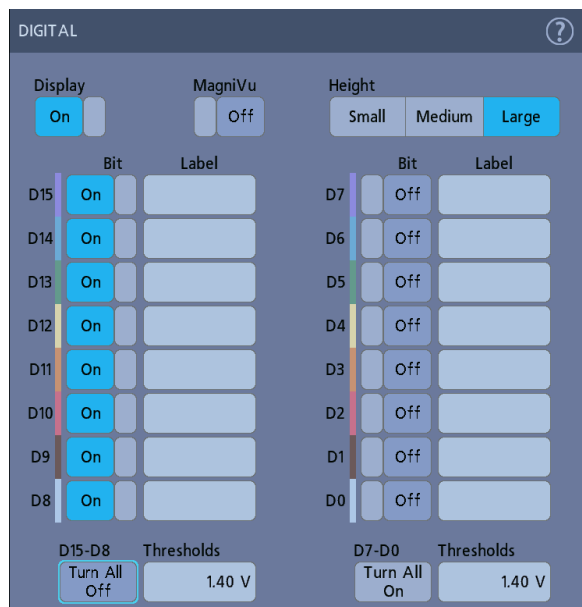 DIGITAL
?
Display MagniVu Height
On Off Small Medium Large
Bit Label Bit Label
D15 On D7 Off
D14 On D6 Off
D13 On D5 Off
D12 On D4 Off
D11 On D3 Off
D10 On D2 Off
D9 On D1 Off
D8 On D0 Off
D15-D8 Thresholds D7-D0 Thresholds
Turn All Off 1.40 V Turn All On 1.40 V